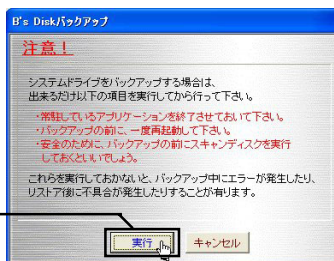 B's Diskバックアップ
注意！
システムドライブをバックアップする場合は、
出来るだけ以下の項目を実行してから行って下さい。
・常駐しているアプリケーションを終了させておいて下さい。
・バックアップの前に、一度再起動して下さい。
・安全のために、バックアップの前にスキャンディスクを実行
しておくといいでしょう。
これらを実行しておかないと、バックアップ中にエラーが発生したり、
リストア後に不具合が発生したりすることが有ります。
実行
キャンセル